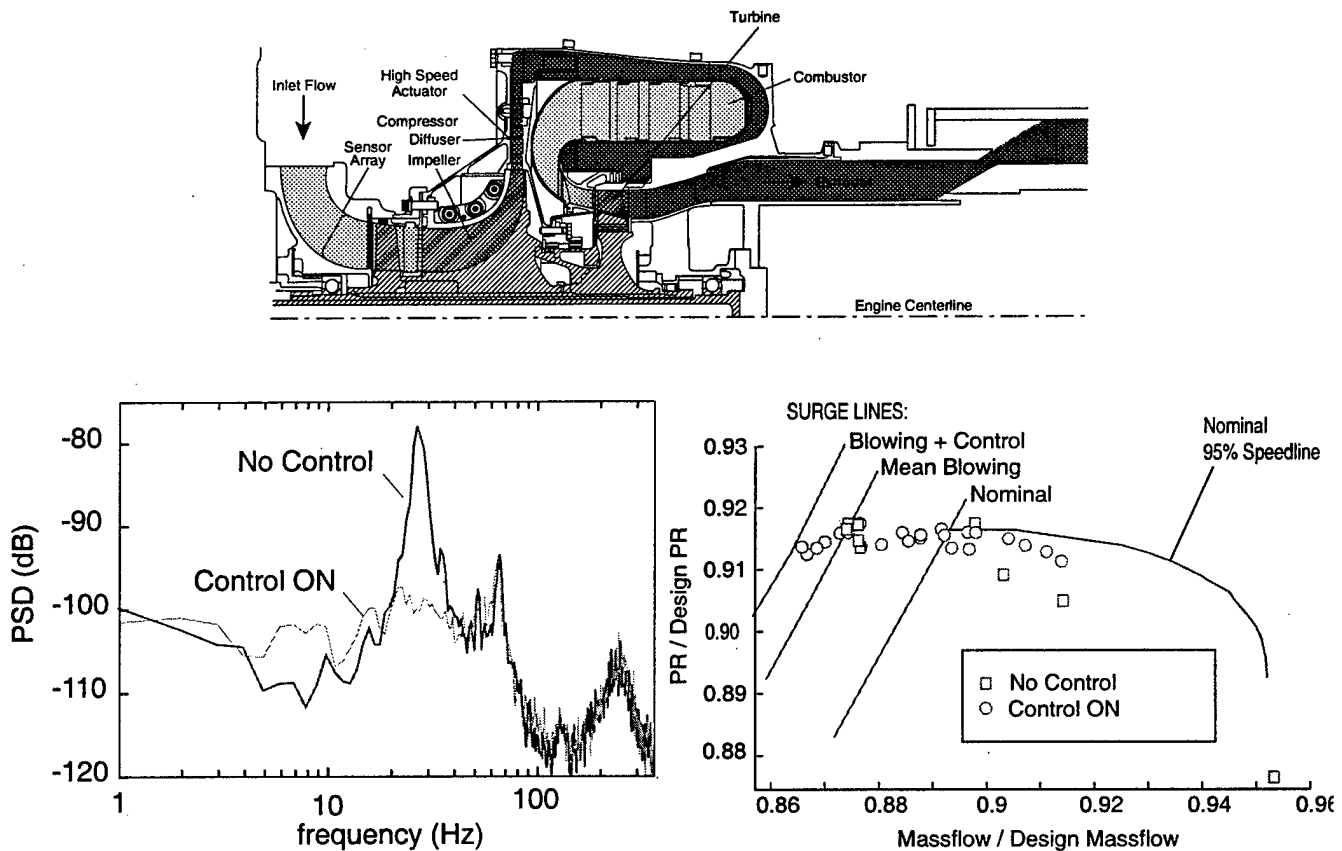 Turbine
Combustor
High Speed
Actuator
Inlet Flow
Compressor
Diffuser
Impeller
Sensor
Array
Engine Centerline
-80
-90
-100
-110
-120
PSD (dB)
No Control
Control ON
1
10
100
frequency (Hz)
SURGE LINES:
Blowing + Control
Mean Blowing
Nominal
Nominal
95% Speedline
0.93
0.92
0.91
0.90
0.89
0.88
PR / Design PR
No Control
Control ON
0.86
0.88
0.9
0.92
0.94
0.96
Massflow / Design Massflow